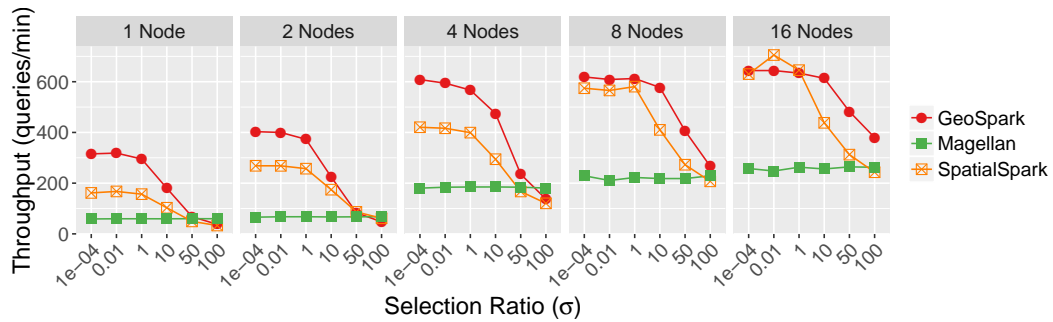 1 Node 2 Nodes 4 Nodes 8 Nodes 16 Nodes
Throughput (queries/min)
600
400
200
0
1e−04 0.01 1 10 50 100 1e−04 0.01 1 10 50 100 1e−04 0.01 1 10 50 100 1e−04 0.01 1 10 50 100 1e−04 0.01 1 10 50 100
Selection Ratio (σ)
GeoSpark
Magellan
SpatialSpark